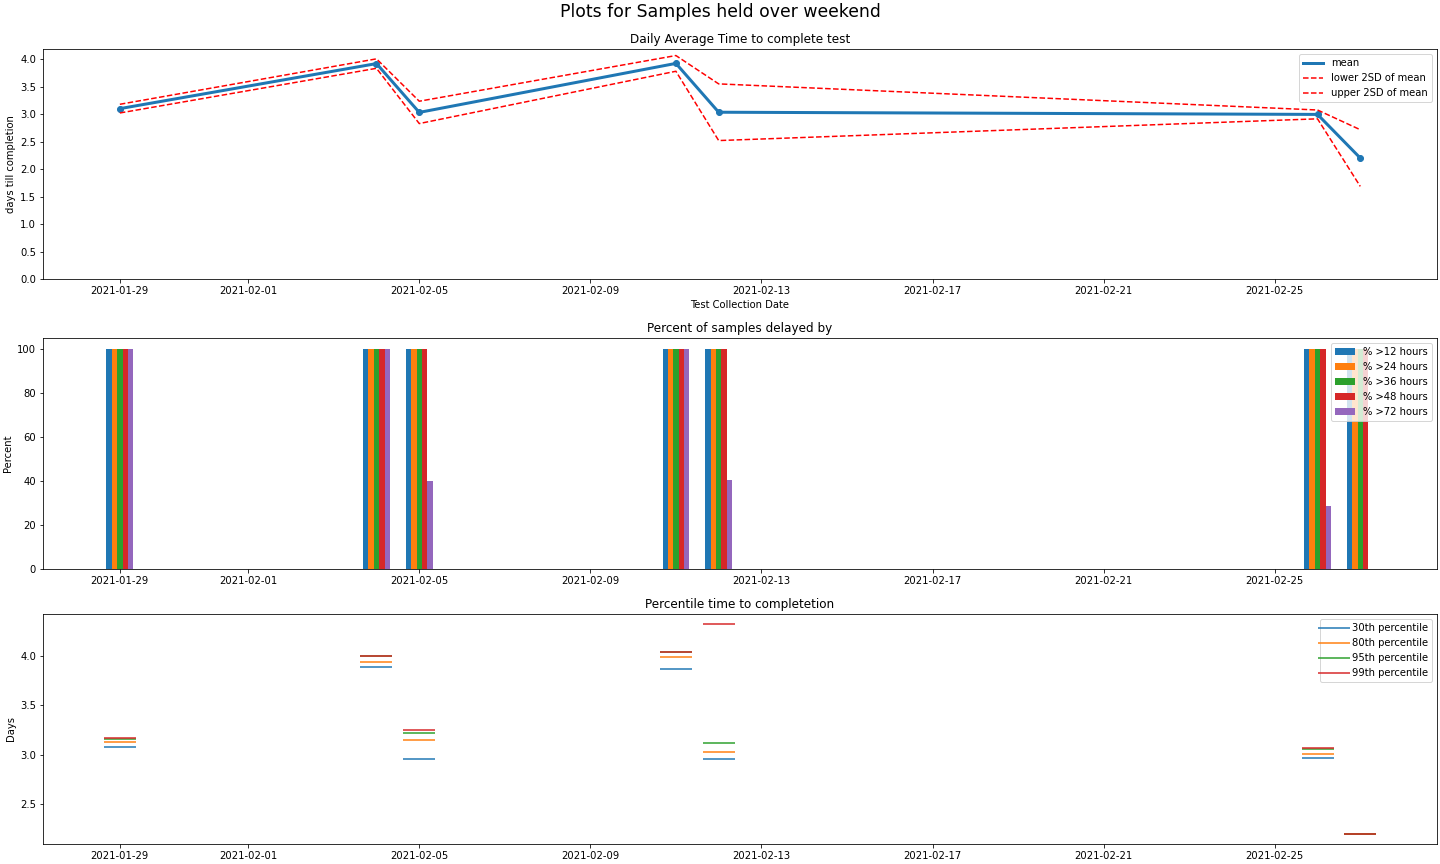 Plots for Samples held over weekend
Daily Average Time to complete test
4.0
3.5
3.0
2.5
2.0
1.5
1.0
0.5
0.0
days till completion
mean
lower 2SD of mean
upper 2SD of mean
2021-01-29 2021-02-01 2021-02-05 2021-02-09 2021-02-13 2021-02-17 2021-02-21 2021-02-25
Test Collection Date
Percent of samples delayed by
100
80
60
40
20
0
Percent
% >12 hours
% >24 hours
% >36 hours
% >48 hours
% >72 hours
2021-01-29 2021-02-01 2021-02-05 2021-02-09 2021-02-13 2021-02-17 2021-02-21 2021-02-25
Percentile time to completetion
4.0
3.5
3.0
2.5
Days
30th percentile
80th percentile
95th percentile
99th percentile
2021-01-29 2021-02-01 2021-02-05 2021-02-09 2021-02-13 2021-02-17 2021-02-21 2021-02-25